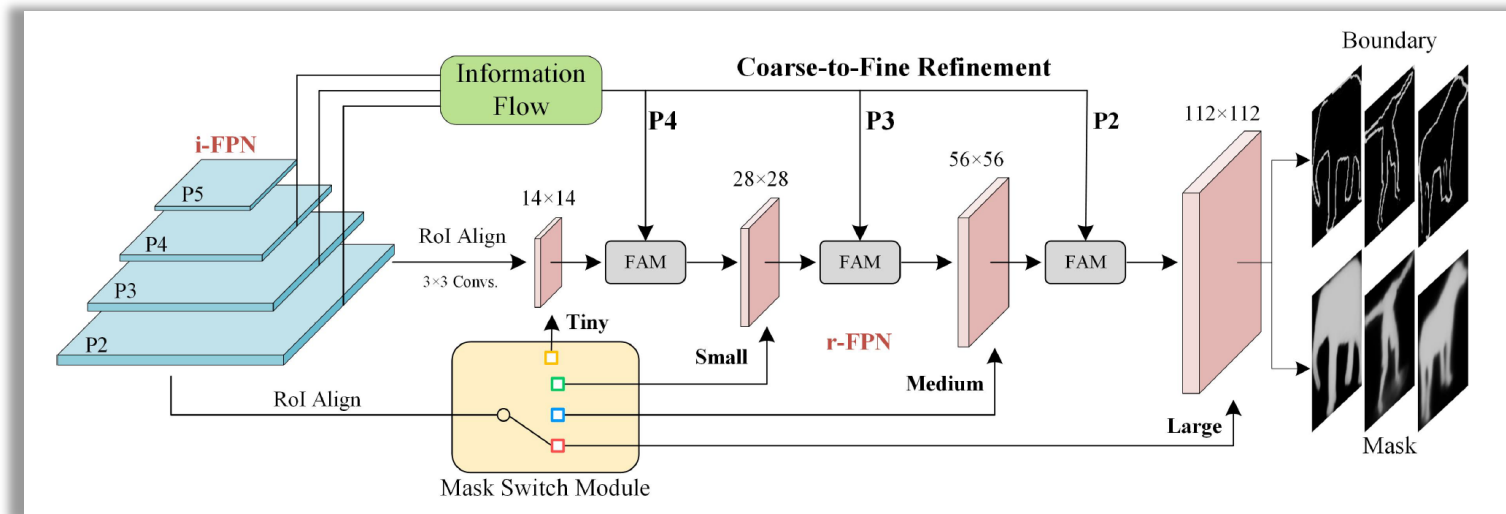 Boundary
Information
Flow
Coarse-to-Fine Refinement
P4
P3
P2
112×112
i-FPN
P5
P4
P3
P2
14×14
28×28
56×56
RoI Align
3×3 Convs.
FAM
FAM
FAM
Tiny
Small
r-FPN
Medium
Large
RoI Align
Mask Switch Module
Mask